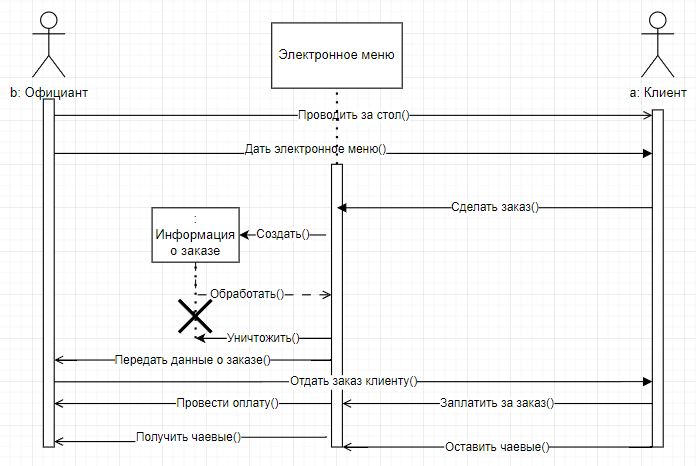 Электронное меню
b: Официант
a: Клиент
Проводить за стол()
Дать электронное меню()
Сделать заказ()
:
Информация
о заказе
Создать()
Обработать()
Уничтожить()
Передать данные о заказе()
Отдать заказ клиенту()
Провести оплату()
Заплатить за заказ()
Получить чаевые()
Оставить чаевые()